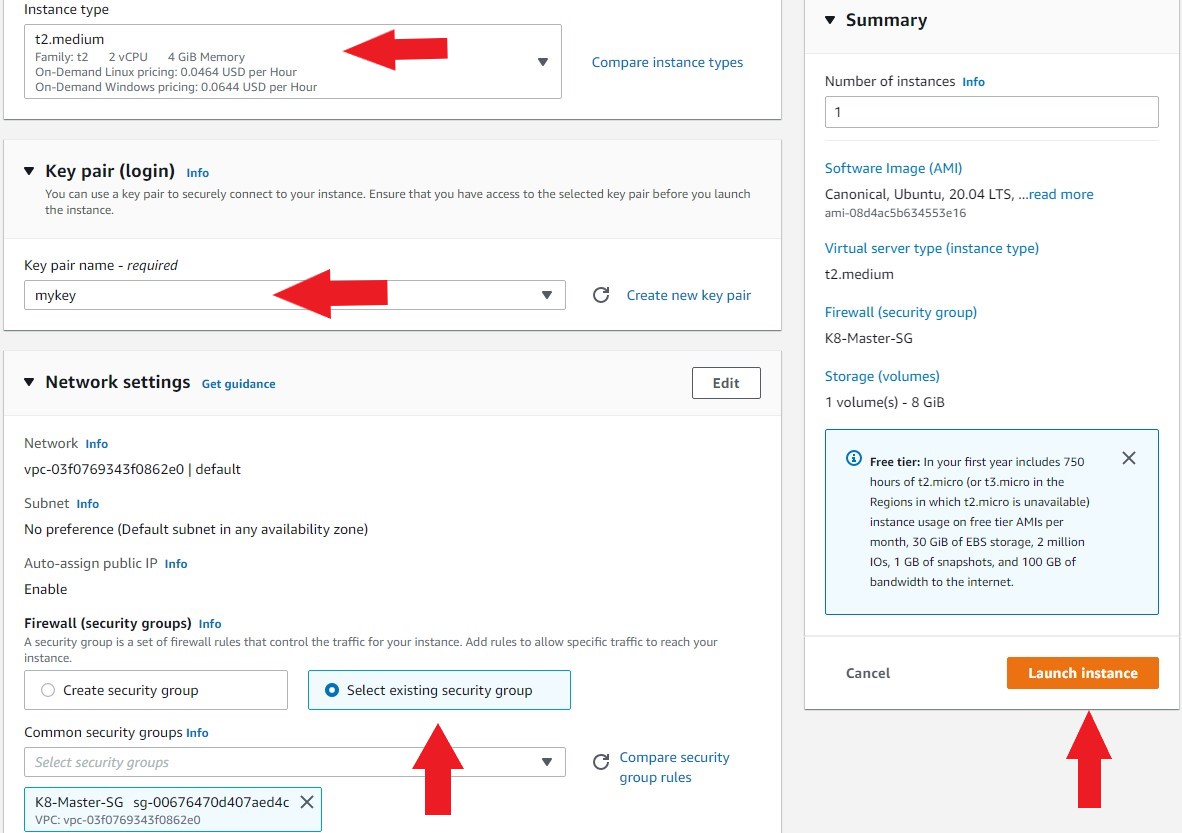 Instance type
t2.medium
Family: t2 2 vCPU 4 GiB Memory
On-Demand Linux pricing: 0.0464 USD per Hour
On-Demand Windows pricing: 0.0644 USD per Hour
Compare instance types
Key pair (login) Info
You can use a key pair to securely connect to your instance. Ensure that you have access to the selected key pair before you launch
the instance.
Key pair name - required
mykey
Create new key pair
Network settings Get guidance
Edit
Network Info
vpc-03f0769343f0862e0 | default
Subnet Info
No preference (Default subnet in any availability zone)
Auto-assign public IP Info
Enable
Firewall (security groups) Info
A security group is a set of firewall rules that control the traffic for your instance. Add rules to allow specific traffic to reach your
instance.
Create security group
Select existing security group
Common security groups Info
Select security groups
Compare security
group rules
K8-Master-SG sg-00676470d407aed4c
VPC: vpc-03f0769343f0862e0
Summary
Number of instances Info
1
Software Image (AMI)
Canonical, Ubuntu, 20.04 LTS, ...read more
ami-08d4ac5b634553e16
Virtual server type (instance type)
t2.medium
Firewall (security group)
K8-Master-SG
Storage (volumes)
1 volume(s) - 8 GiB
Free tier: In your first year includes 750
hours of t2.micro (or t3.micro in the
Regions in which t2.micro is unavailable)
instance usage on free tier AMIs per
month, 30 GiB of EBS storage, 2 million
IOs, 1 GB of snapshots, and 100 GB of
bandwidth to the internet.
Cancel
Launch instance